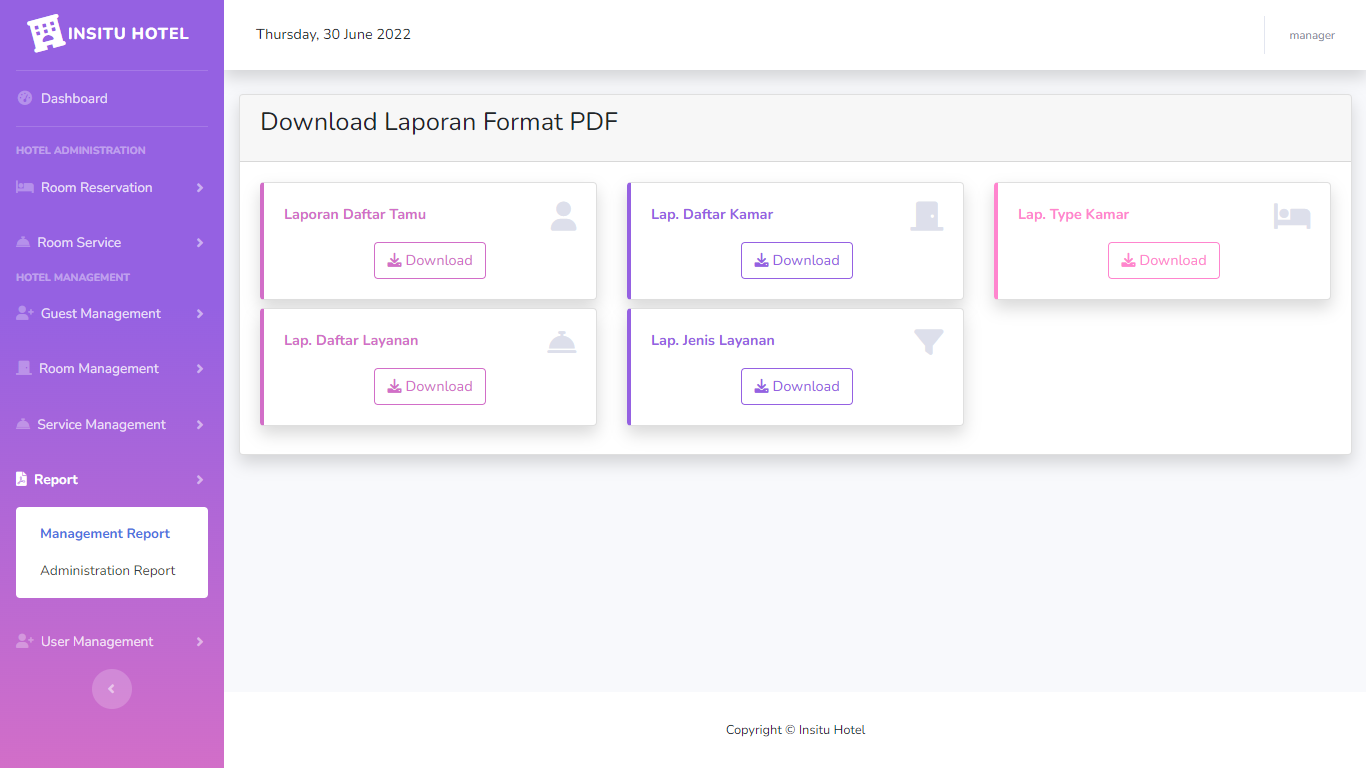 INSITU HOTEL
Dashboard
HOTEL ADMINISTRATION
Room Reservation
Room Service
HOTEL MANAGEMENT
Guest Management
Room Management
Service Management
Report
Management Report
Administration Report
User Management
Thursday, 30 June 2022
manager
Download Laporan Format PDF
Laporan Daftar Tamu
Download
Lap. Daftar Kamar
Download
Lap. Type Kamar
Download
Lap. Daftar Layanan
Download
Lap. Jenis Layanan
Download
Copyright © Insitu Hotel